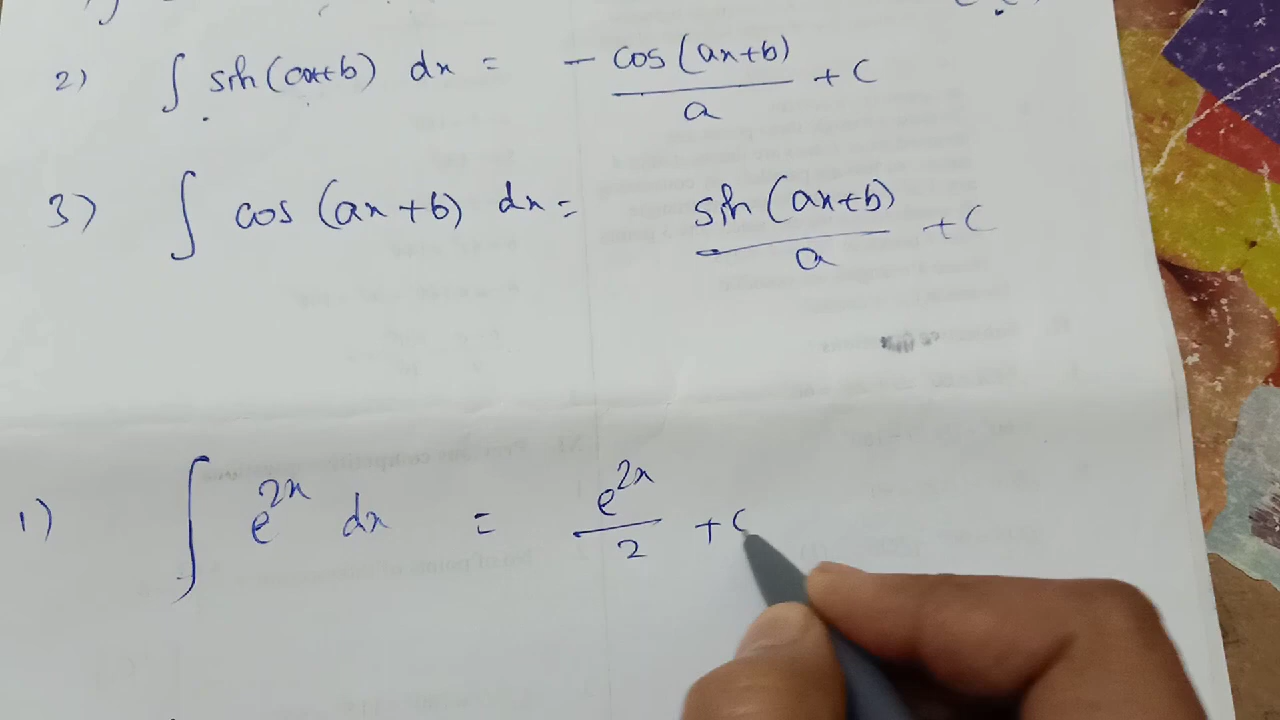 2) ∫ sin(ax+b) dx = - cos(ax+b)/a + C
3) ∫ cos(ax+b) dx = sin(ax+b)/a + C
1) ∫ e^2x dx = e^2x/2 + C